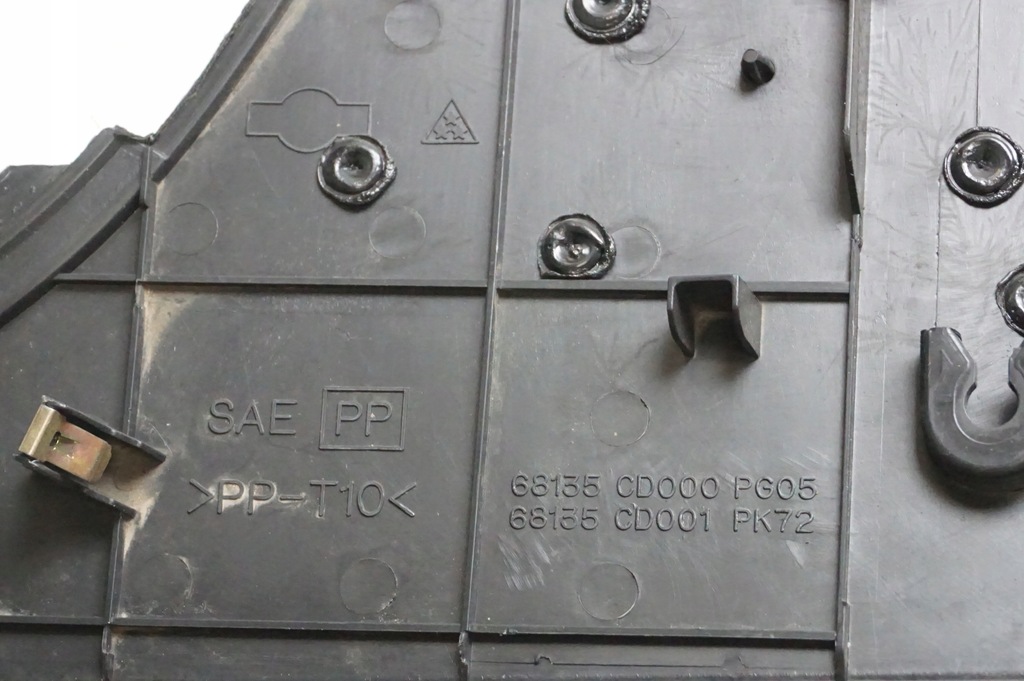 SAE PP
>PP-T10<
68135 CD000 PG05
68135 CD001 PK72